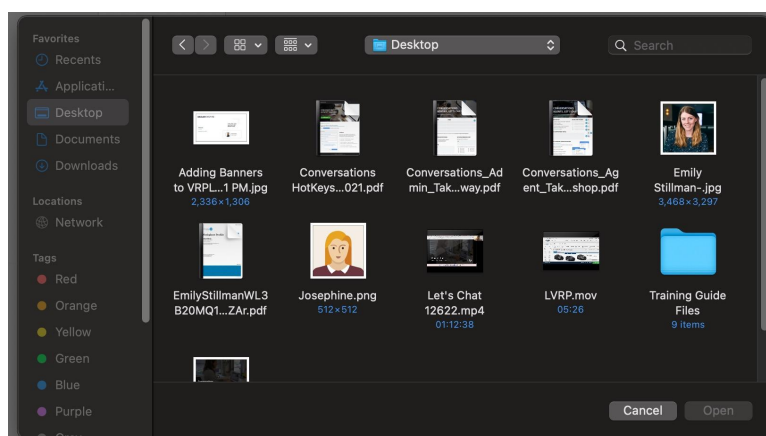 Favorites
Recents
Applicati...
Desktop
Documents
Downloads
Locations
Network
Tags
Red
Orange
Yellow
Green
Blue
Purple
Desktop
Search
Adding Banners
to VRPL...1 PM.jpg
2,336×1,306
Conversations
HotKeys...021.pdf
Conversations_Ad
min_Tak...way.pdf
Conversations_Ag
ent_Tak...shop.pdf
Emily
Stillman-.jpg
3,468×3,297
EmilyStillmanWL3
B20MQ1...ZAr.pdf
Josephine.png
512×512
Let's Chat
12622.mp4
01:12:38
LVRP.mov
05:26
Training Guide
Files
9 items
Cancel
Open